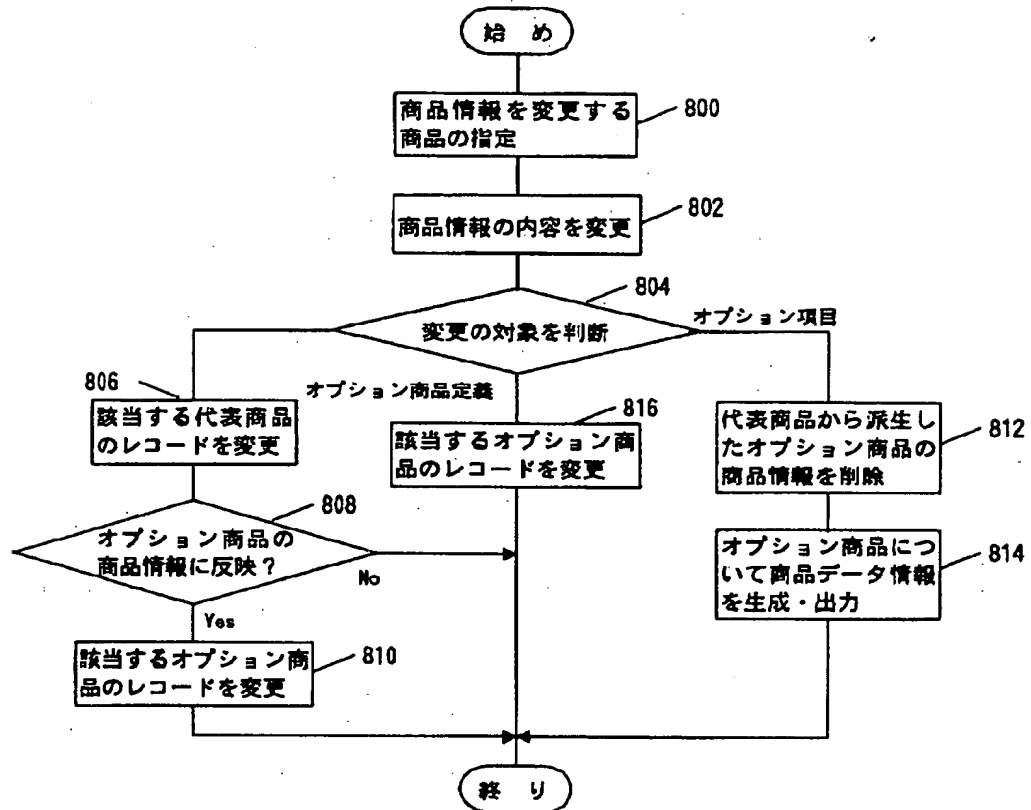 始 め
商品情報を変更する
商品の指定
800
商品情報の内容を変更
802
804
変更の対象を判断
オプション項目
オプション商品定義
806
該当する代表商品
のレコードを変更
816
該当するオプション商
品のレコードを変更
代表商品から派生し
たオプション商品の
商品情報を削除
812
808
オプション商品の
商品情報に反映?
No
Yes
オプション商品につ
いて商品データ情報
を生成・出力
814
該当するオプション商
品のレコードを変更
810
終 り